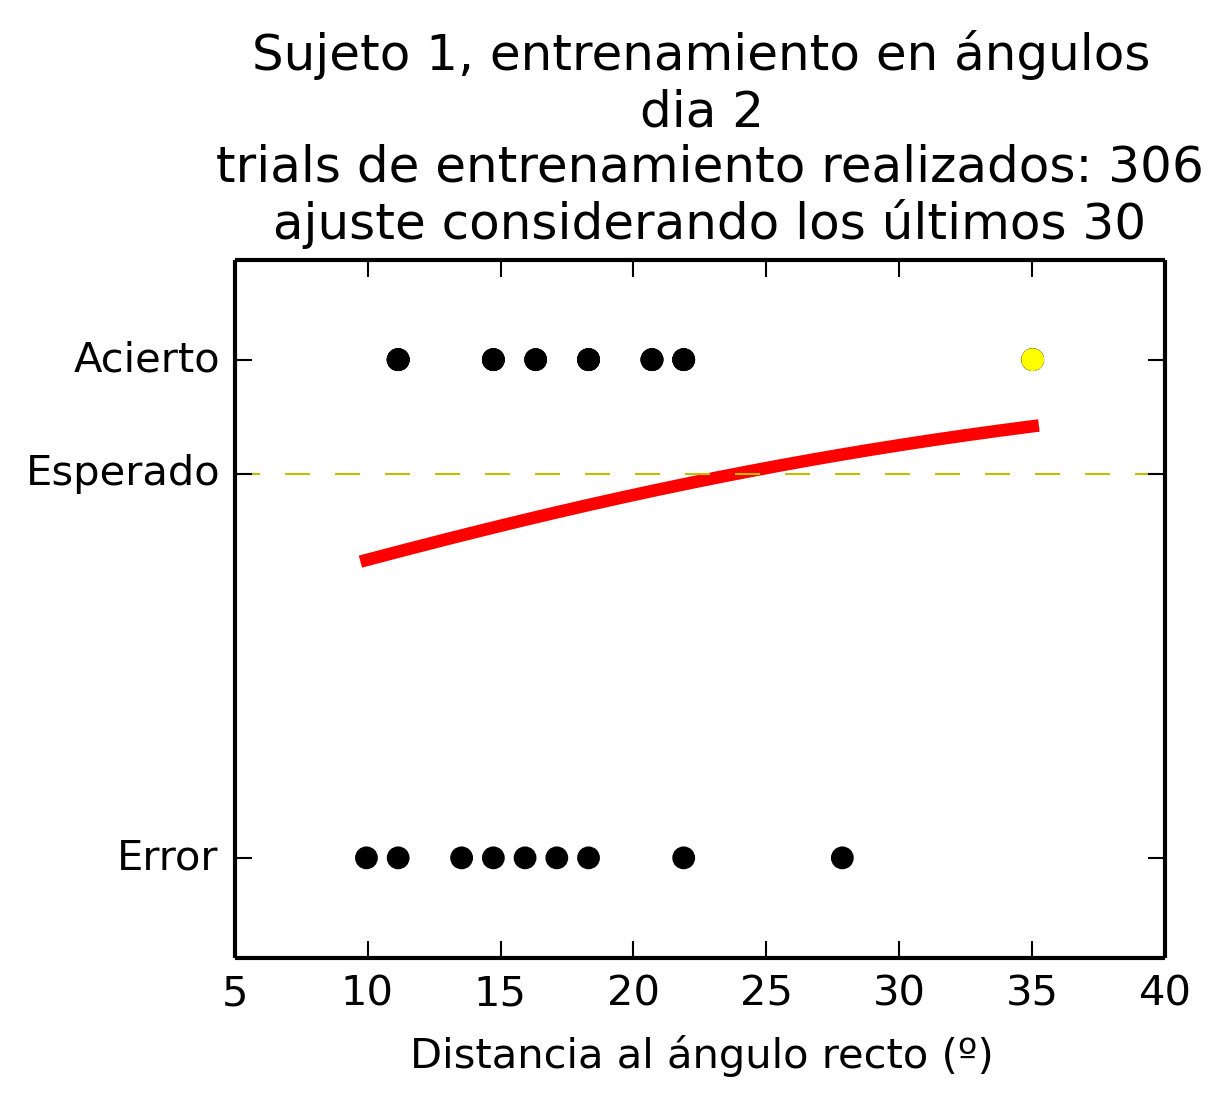 Sujeto 1, entrenamiento en ángulos
dia 2
trials de entrenamiento realizados: 306
ajuste considerando los últimos 30
Acierto
Esperado
Error
5 10 15 20 25 30 35 40
Distancia al ángulo recto (º)